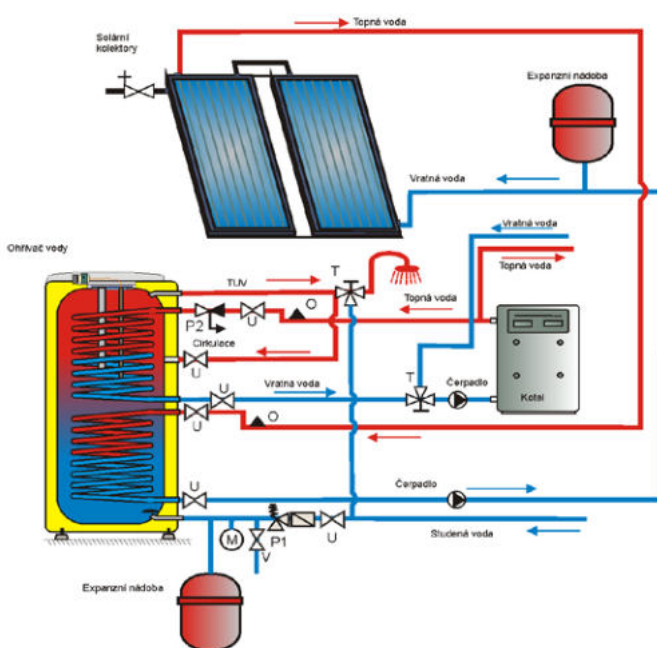 Topná voda
Solární
kolektory
Expanzní nádoba
Vratná voda
Vratná voda
Ohřívač vody
T
TUV
Topná voda
Topná voda
O
P2
U
Cirkulace
U
T
Vratná voda
Čerpadlo
U
Kotel
U
O
U
Čerpadlo
M
P1
V
U
Studená voda
Expanzní nádoba